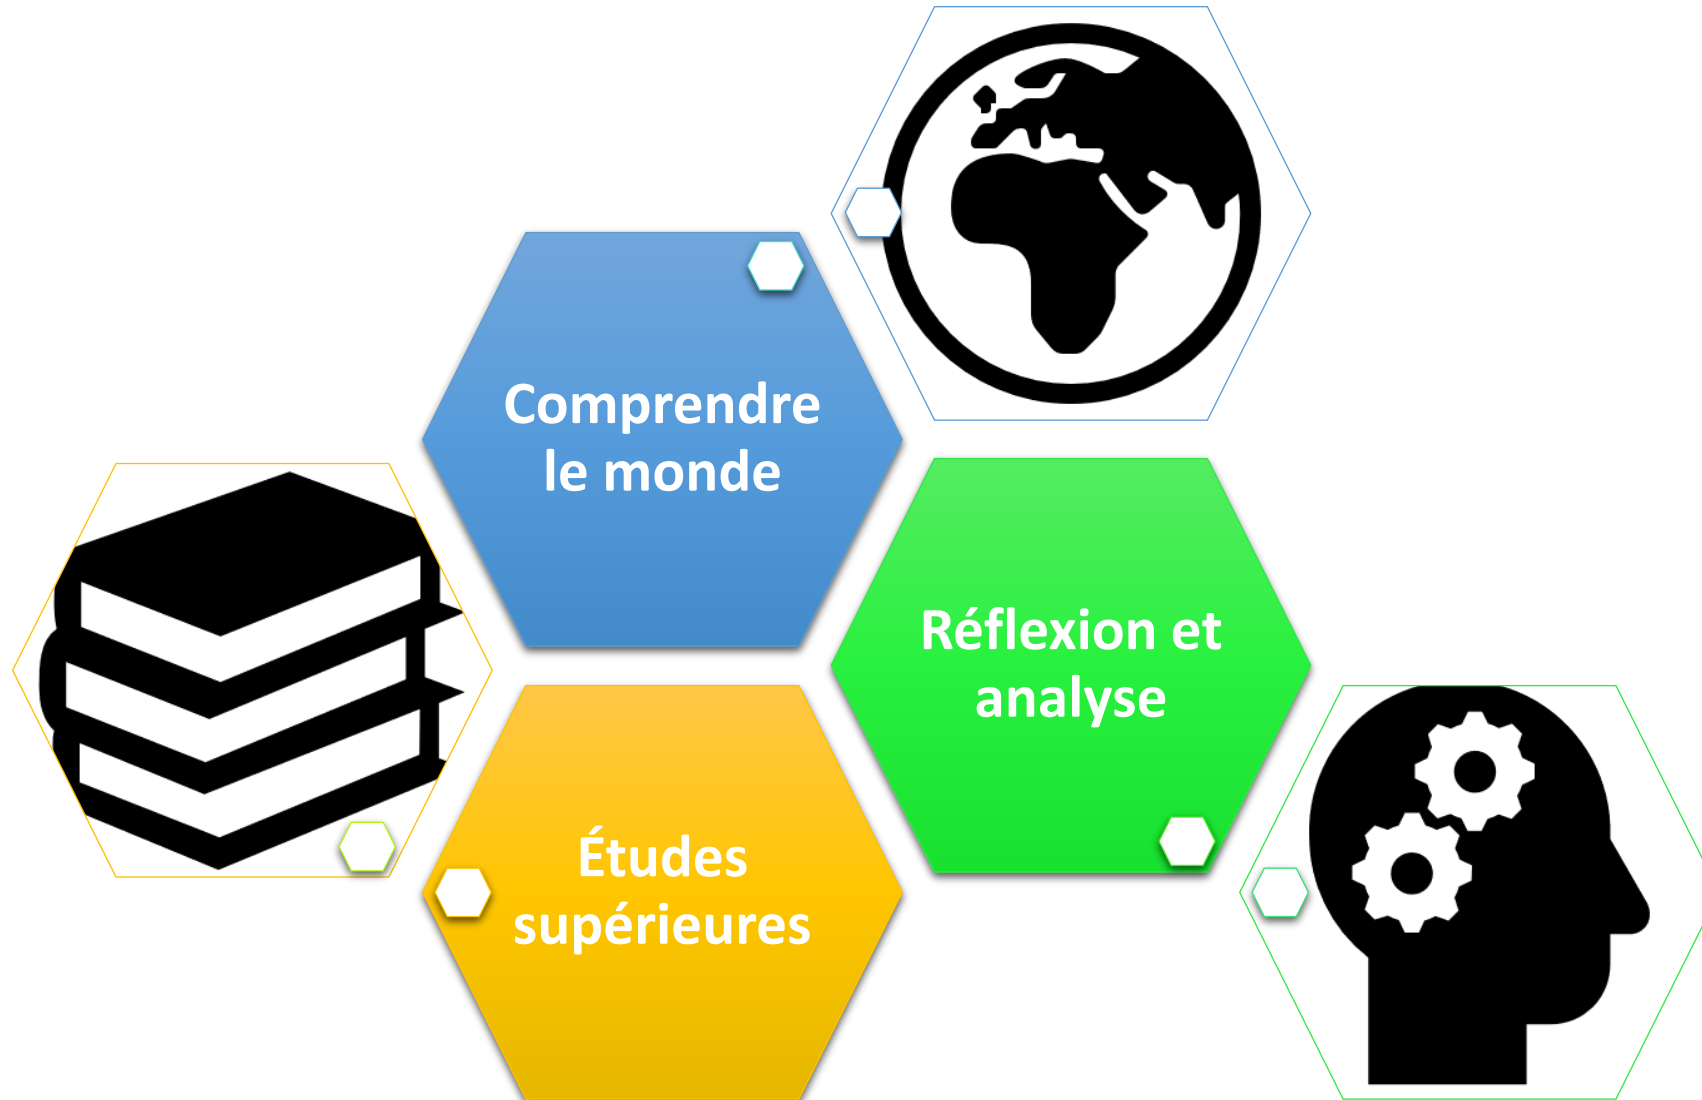 Comprendre
le monde
Réflexion et
analyse
Études
supérieures